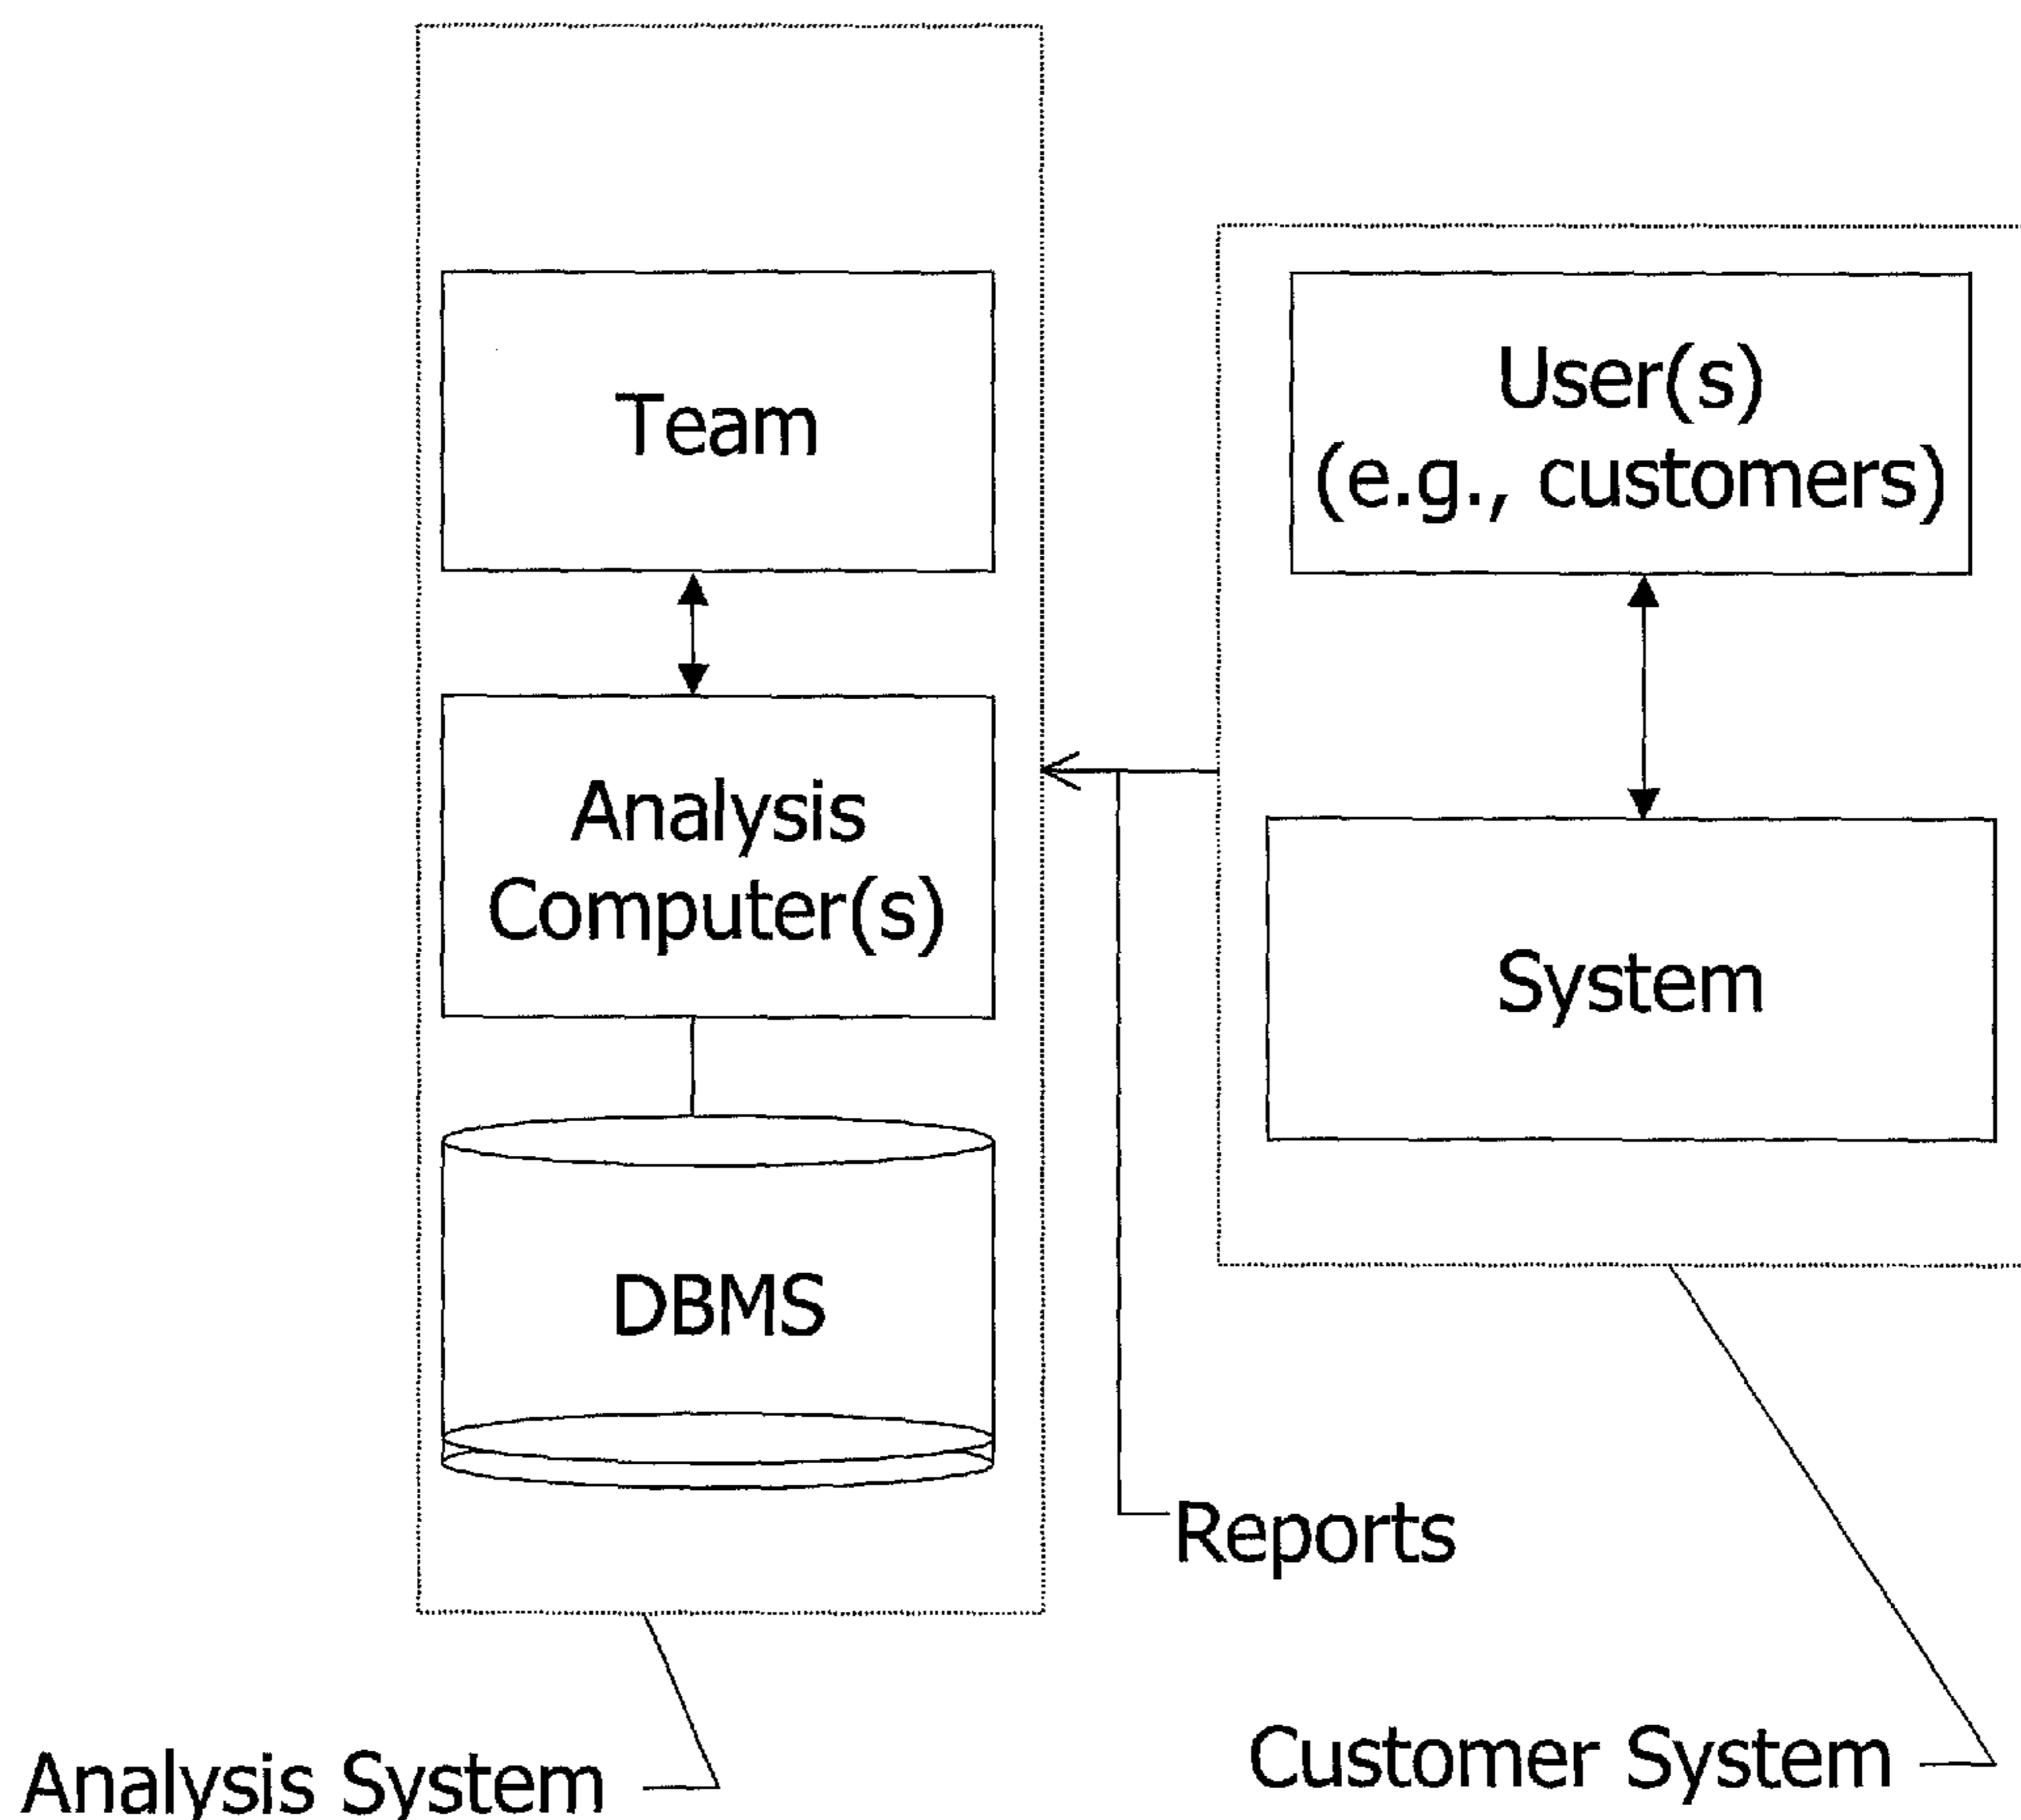 Team
User(s)
(e.g., customers)
Analysis
Computer(s)
System
DBMS
Reports
Analysis System
Customer System